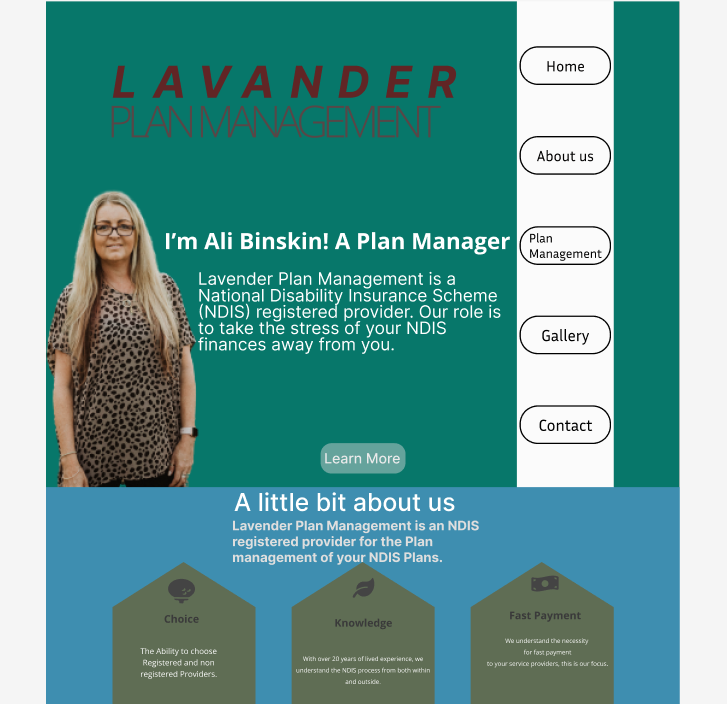 LAVANDER
PLAN MANAGEMENT
Home
About us
Plan
Management
Gallery
Contact
I'm Ali Binskin! A Plan Manager
Lavender Plan Management is a
National Disability Insurance Scheme
(NDIS) registered provider. Our role is
to take the stress of your NDIS
finances away from you.
Learn More
A little bit about us
Lavender Plan Management is an NDIS
registered provider for the Plan
management of your NDIS Plans.
Choice
The Ability to choose
Registered and non
registered Providers.
Knowledge
With over 20 years of lived experience, we
understand the NDIS process from both within
and outside.
Fast Payment
We understand the necessity
for fast payment
to your service providers, this is our focus.